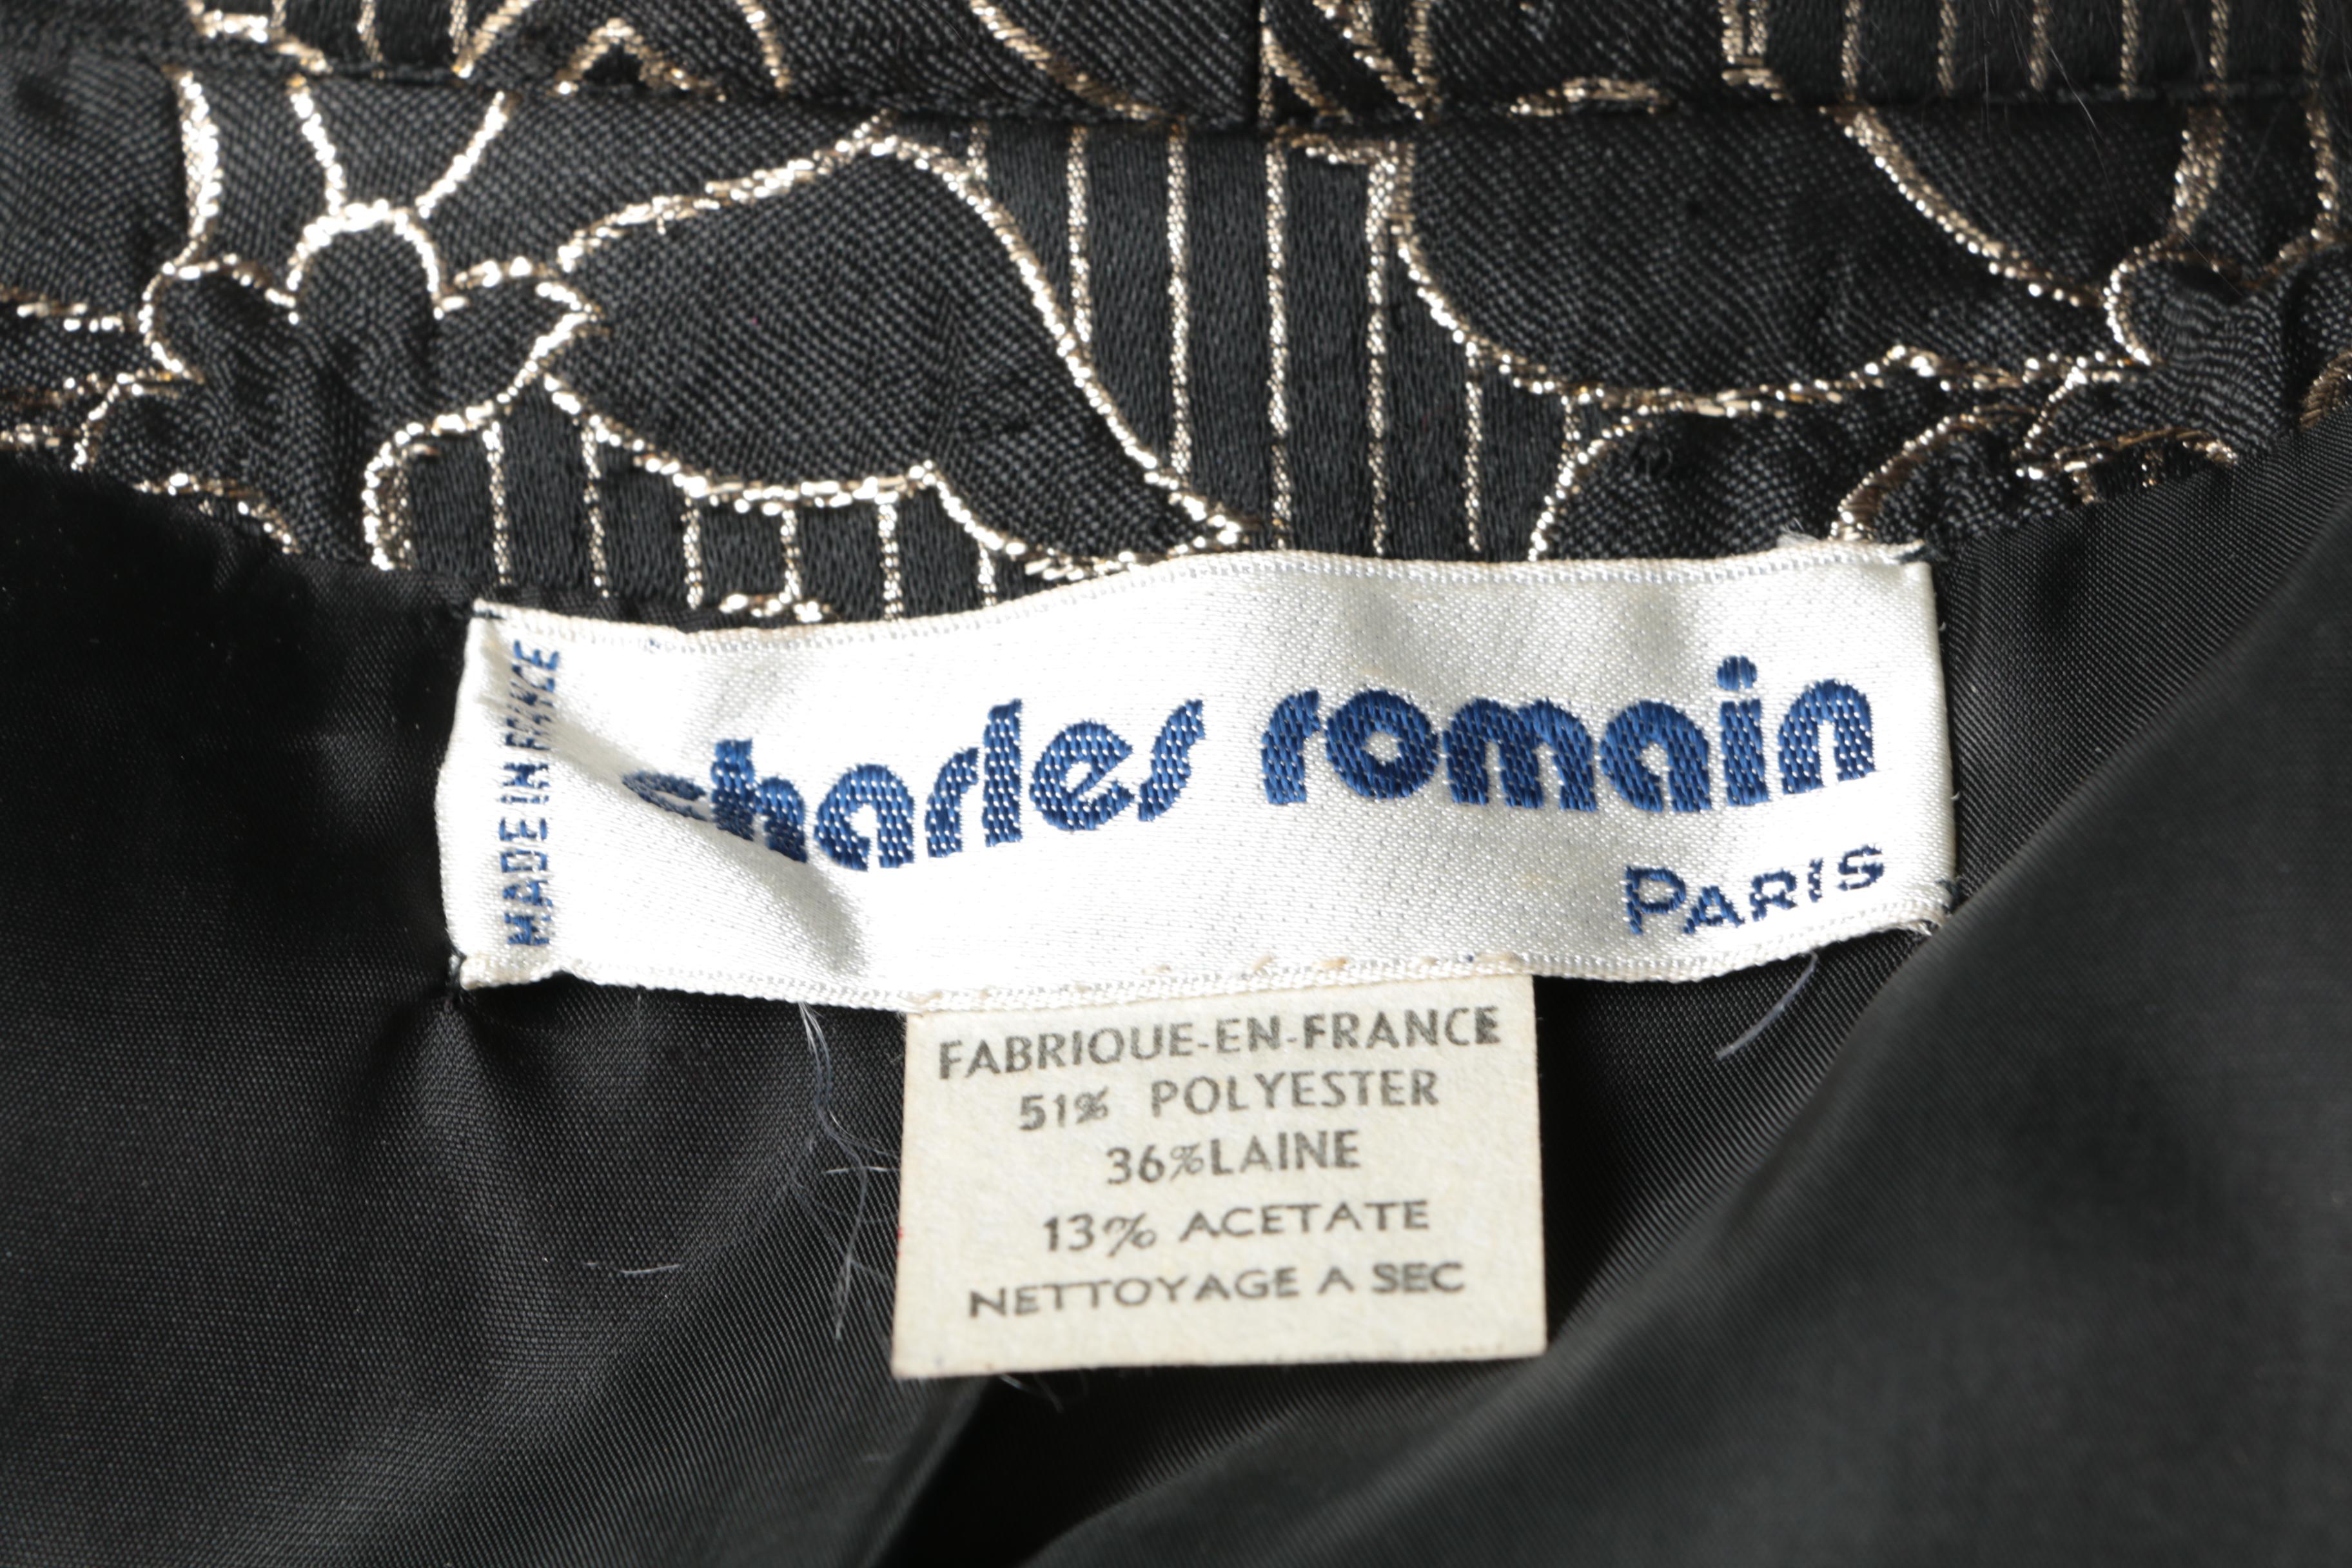 MADE IN FRANCE
charles romain
PARIS
FABRIQUE-EN-FRANCE
51% POLYESTER
36%LAINE
13% ACETATE
NETTOYAGE A SEC